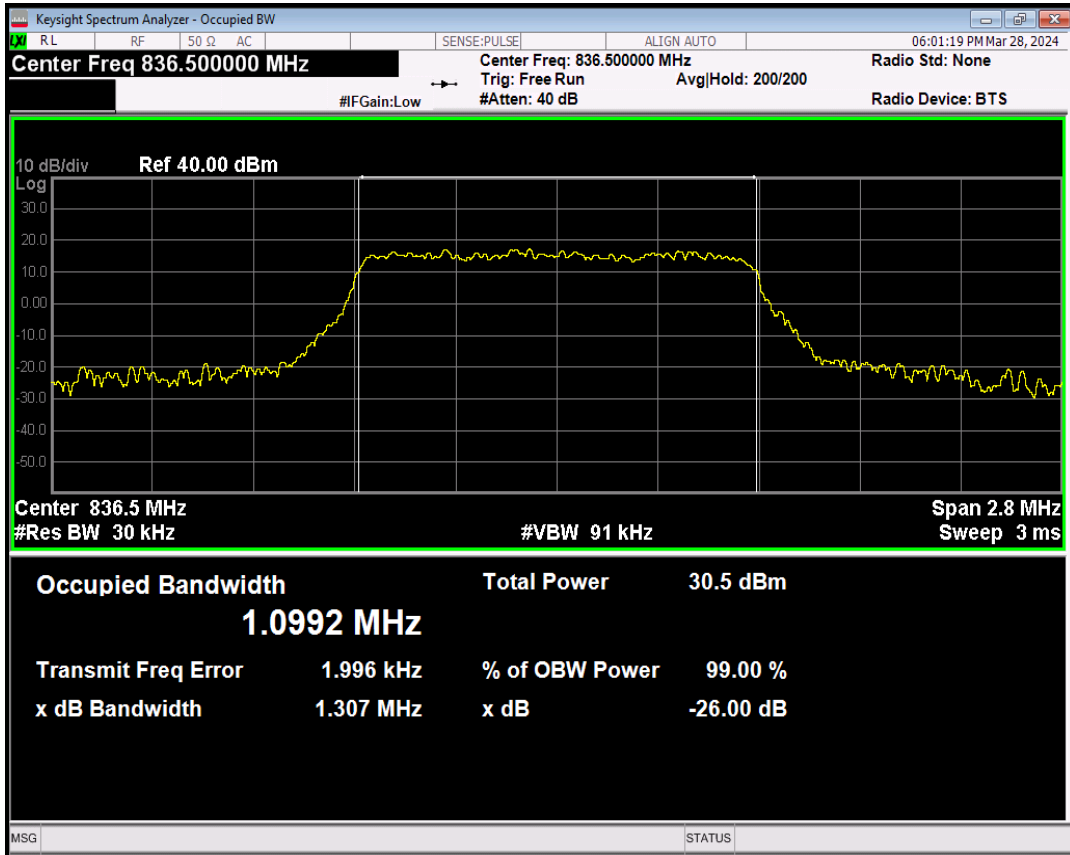 Keysight Spectrum Analyzer - Occupied BW
LXI RL RF 50 Ω AC SENSE:PULSE ALIGN AUTO 06:01:19 PM Mar 28, 2024
Center Freq 836.500000 MHz Center Freq: 836.500000 MHz Radio Std: None
Trig: Free Run Avg|Hold: 200/200
#IFGain:Low #Atten: 40 dB Radio Device: BTS
10 dB/div Ref 40.00 dBm
Log
30.0
20.0
10.0
0.00
-10.0
-20.0
-30.0
-40.0
-50.0
Center 836.5 MHz Span 2.8 MHz
#Res BW 30 kHz #VBW 91 kHz Sweep 3 ms
Occupied Bandwidth Total Power 30.5 dBm
1.0992 MHz
Transmit Freq Error 1.996 kHz % of OBW Power 99.00 %
x dB Bandwidth 1.307 MHz x dB -26.00 dB
MSG STATUS